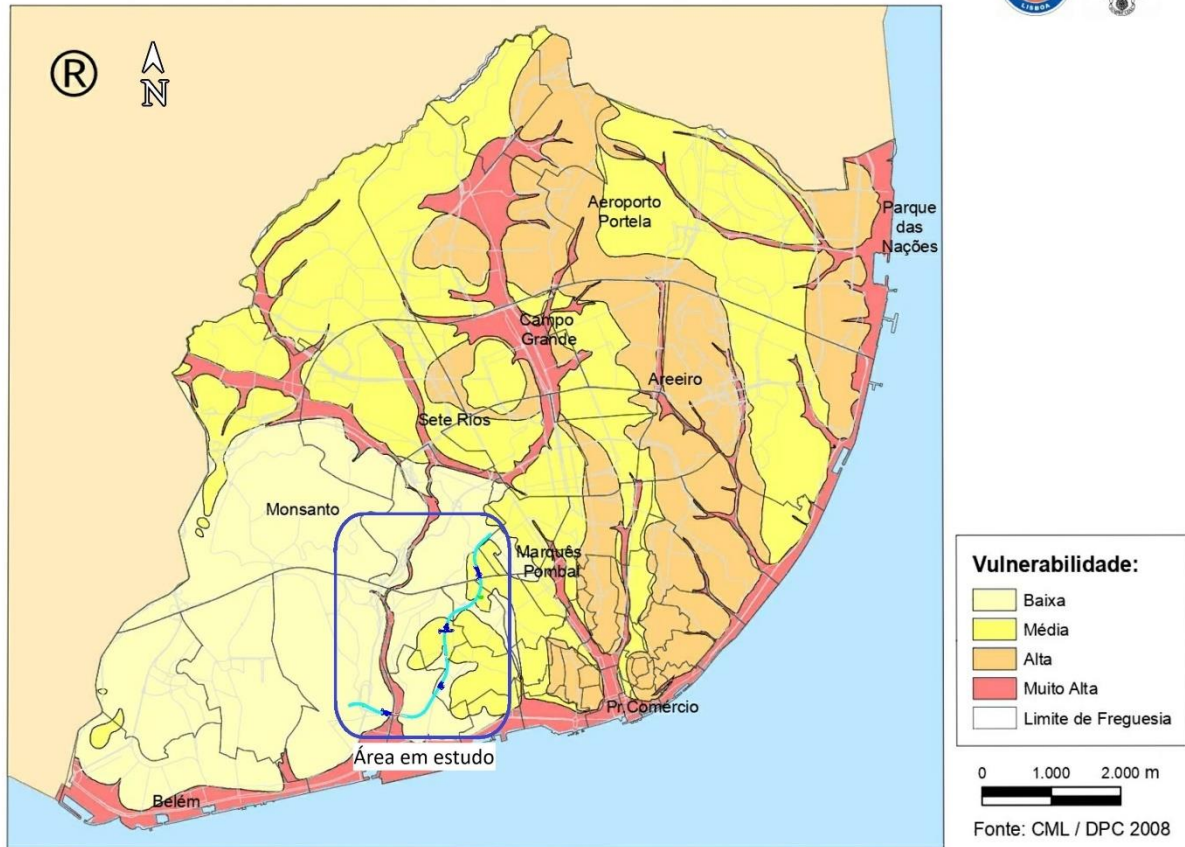 LISBOA
®
N
Aeroporto
Portela
Parque
das
Nações
Campo
Grande
Areeiro
Sete Rios
Monsanto
Marquês
Pombal
Pr.Comércio
Área em estudo
Belém
Vulnerabilidade:
Baixa
Média
Alta
Muito Alta
Limite de Freguesia
0 1.000 2.000 m
Fonte: CML / DPC 2008